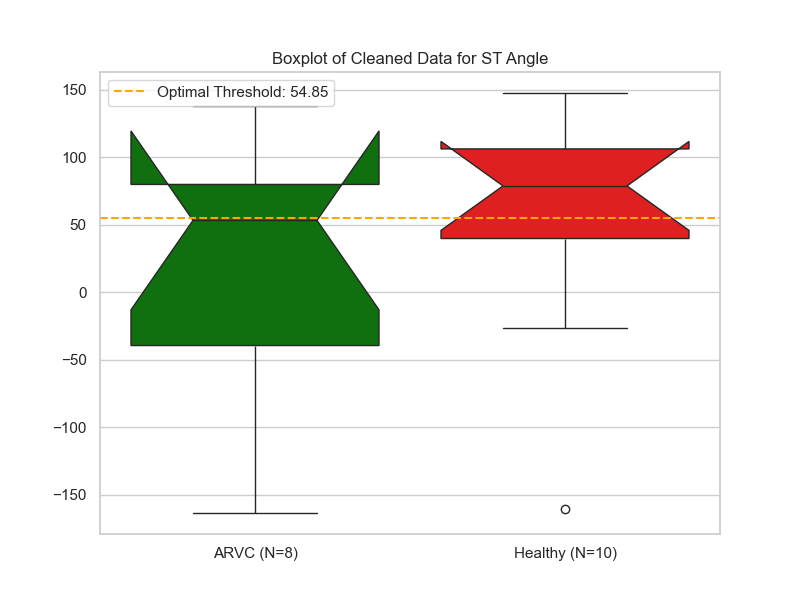 Boxplot of Cleaned Data for ST Angle
Optimal Threshold: 54.85
150
100
50
0
−50
−100
−150
ARVC (N=8)
Healthy (N=10)